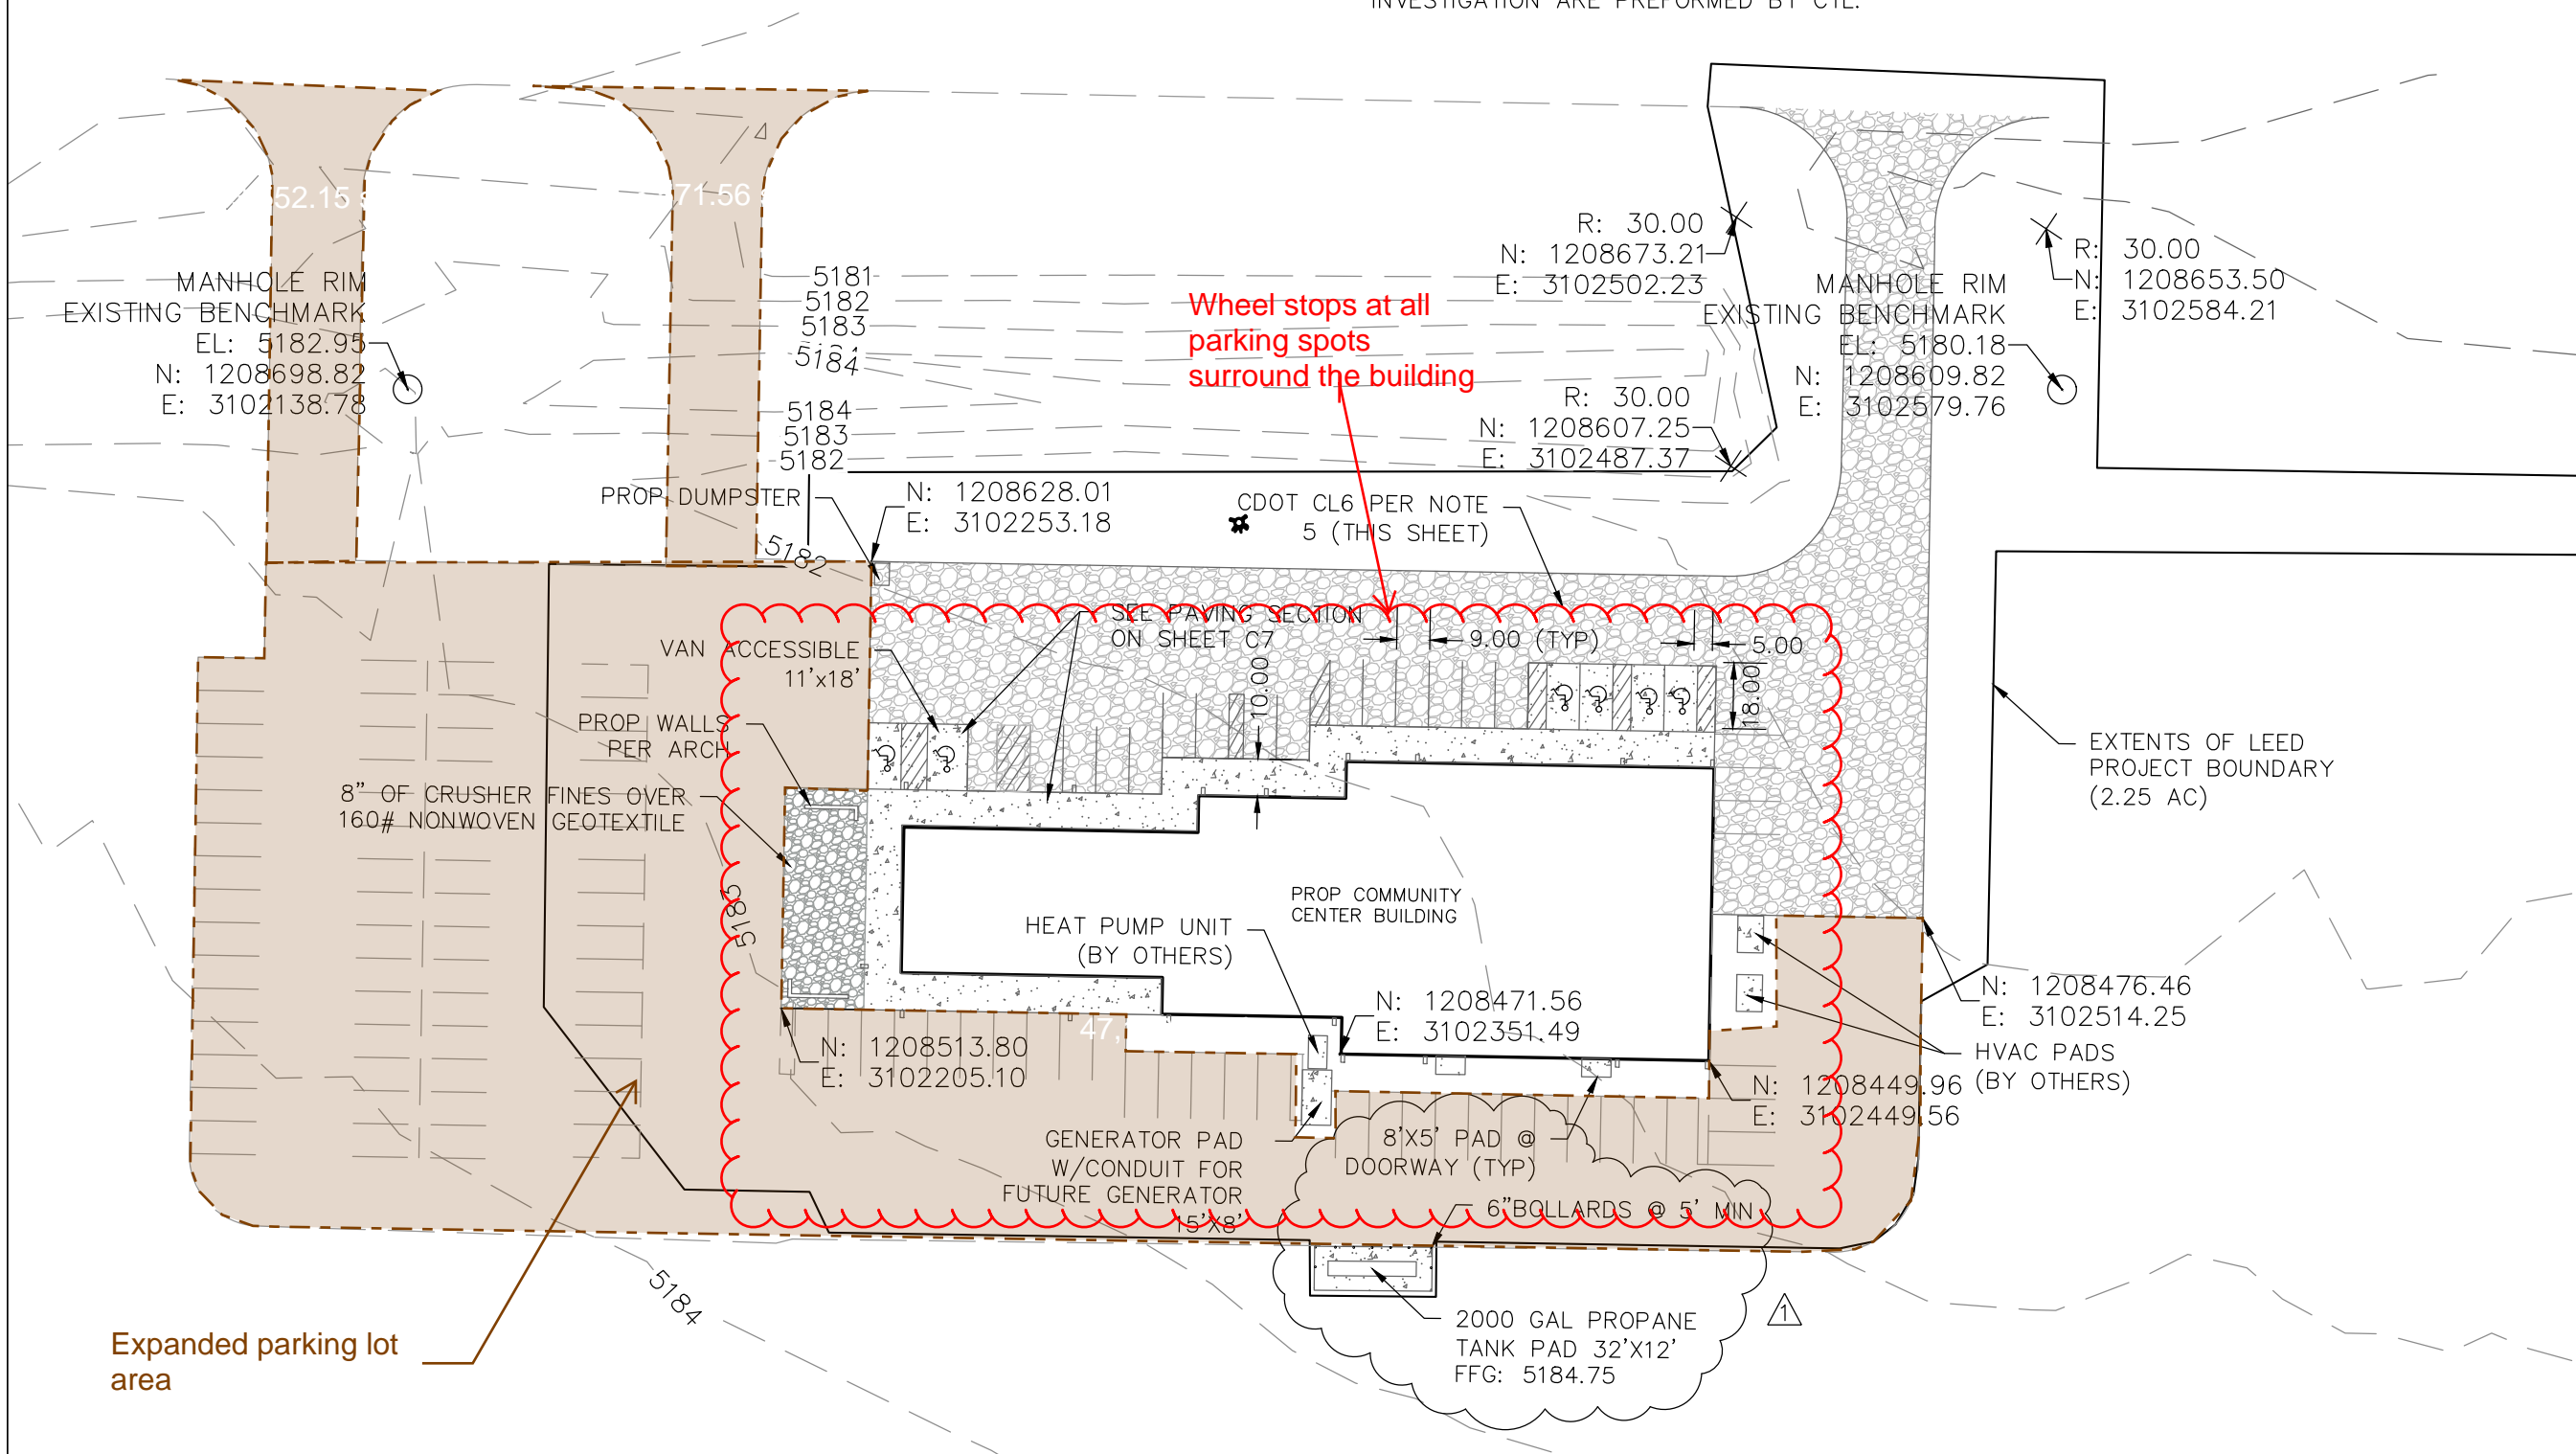 INVESTIGATION ARE PREFORMED BY CTL.
52.15 s
71.56 s
MANHOLE RIM
EXISTING BENCHMARK
EL: 5182.95
N: 1208698.82
E: 3102138.78
5181
5182
5183
5184
5184
5183
5182
Wheel stops at all
parking spots
surround the building
R: 30.00
N: 1208673.21
E: 3102502.23
R: 30.00
N: 1208653.50
E: 3102584.21
MANHOLE RIM
EXISTING BENCHMARK
EL: 5180.18
N: 1208609.82
E: 3102579.76
R: 30.00
N: 1208607.25
E: 3102487.37
PROP DUMPSTER
N: 1208628.01
E: 3102253.18
CDOT CL6 PER NOTE
5 (THIS SHEET)
5182
SEE PAVING SECTION
ON SHEET C7
9.00 (TYP)
5.00
VAN ACCESSIBLE
11'x18'
10.00
18.00
PROP WALLS
PER ARCH
8" OF CRUSHER FINES OVER
160# NONWOVEN GEOTEXTILE
5183
EXTENTS OF LEED
PROJECT BOUNDARY
(2.25 AC)
PROP COMMUNITY
CENTER BUILDING
HEAT PUMP UNIT
(BY OTHERS)
N: 1208471.56
E: 3102351.49
N: 1208476.46
E: 3102514.25
47,
N: 1208513.80
E: 3102205.10
HVAC PADS
(BY OTHERS)
N: 1208449.96
E: 3102449.56
GENERATOR PAD
W/CONDUIT FOR
FUTURE GENERATOR
15'X8'
8'X5' PAD @
DOORWAY (TYP)
6"BOLLARDS @ 5' MIN
5184
2000 GAL PROPANE
TANK PAD 32'X12'
FFG: 5184.75
1
Expanded parking lot
area